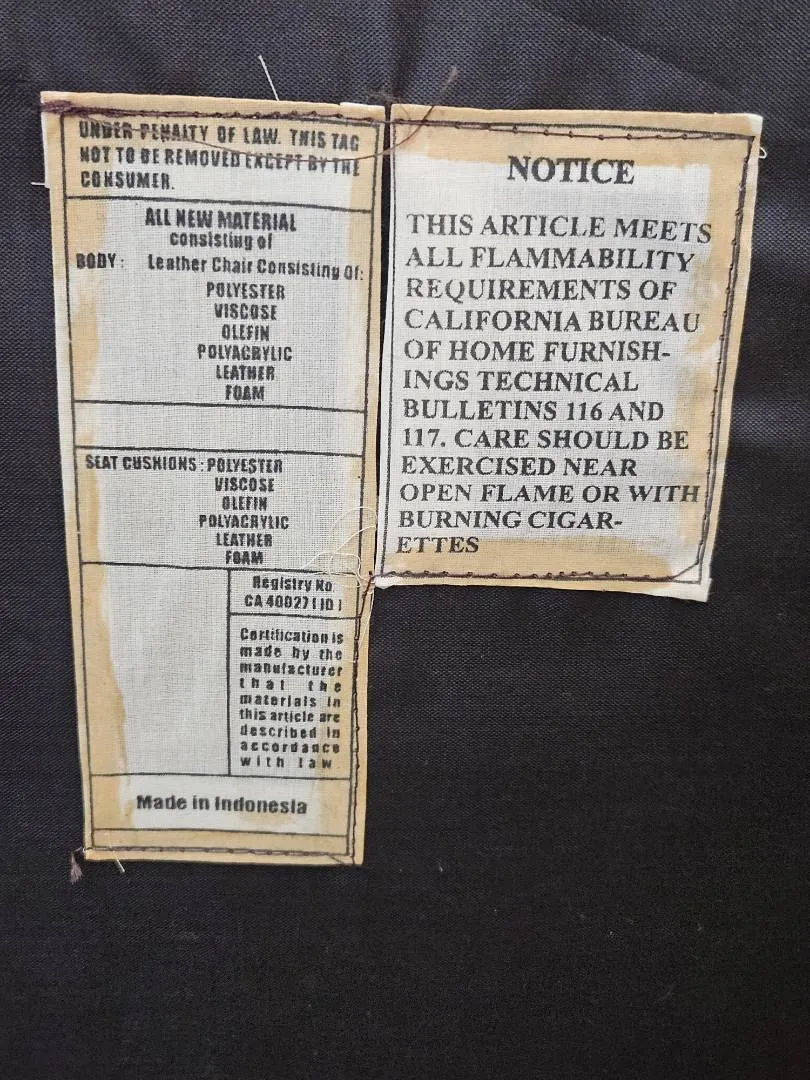 UNDER PENALTY OF LAW. THIS TAG
NOT TO BE REMOVED EXCEPT BY THE
CONSUMER.
ALL NEW MATERIAL
consisting of
BODY : Leather Chair Consisting Of:
POLYESTER
VISCOSE
OLEFIN
POLYACRYLIC
LEATHER
FOAM
SEAT CUSHIONS : POLYESTER
VISCOSE
OLEFIN
POLYACRYLIC
LEATHER
FOAM
Registry No.
CA 40027 ( ID )
Certification is
made by the
manufacturer
that the
materials in
this article are
described in
accordance
with law.
Made in Indonesia
NOTICE
THIS ARTICLE MEETS
ALL FLAMMABILITY
REQUIREMENTS OF
CALIFORNIA BUREAU
OF HOME FURNISH-
INGS TECHNICAL
BULLETINS 116 AND
117. CARE SHOULD BE
EXERCISED NEAR
OPEN FLAME OR WITH
BURNING CIGAR-
ETTES